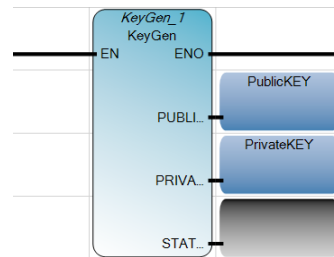 KeyGen_1
KeyGen
EN ENO
PublicKEY
PUBLI...
PrivateKEY
PRIVA...
STAT...